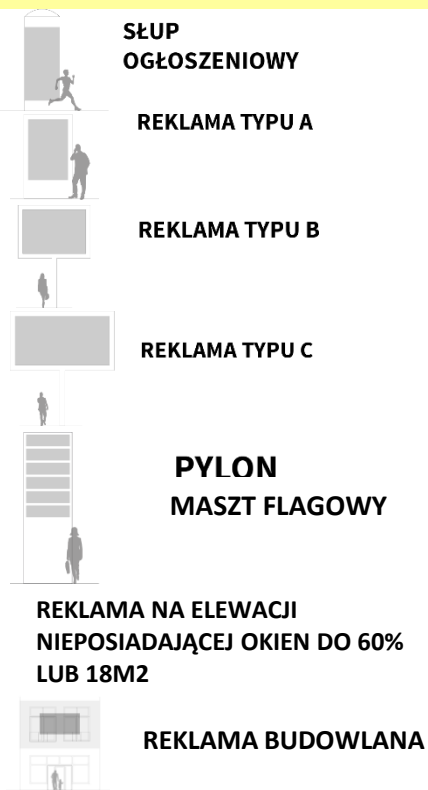 SŁUP
OGŁOSZENIOWY
REKLAMA TYPU A
REKLAMA TYPU B
REKLAMA TYPU C
PYLON
MASZT FLAGOWY
REKLAMA NA ELEWACJI
NIEPOSIADAJĄCEJ OKIEN DO 60%
LUB 18M2
REKLAMA BUDOWLANA